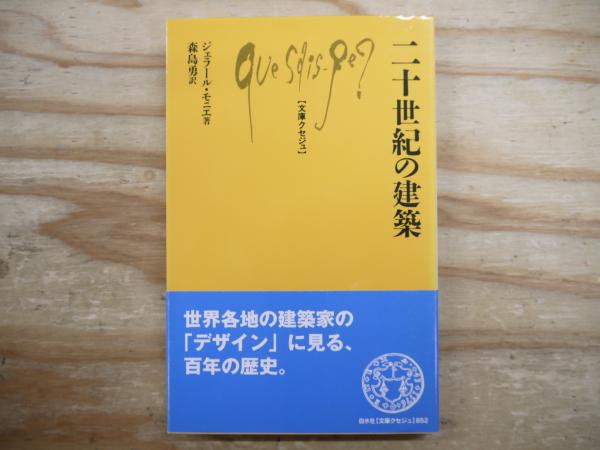 二十世紀の建築
Que sais-je?
[文庫クセジュ]
ジェラール・モニエ著
森島勇訳
世界各地の建築家の
「デザイン」に見る、
百年の歴史。
白水社[文庫クセジュ]852